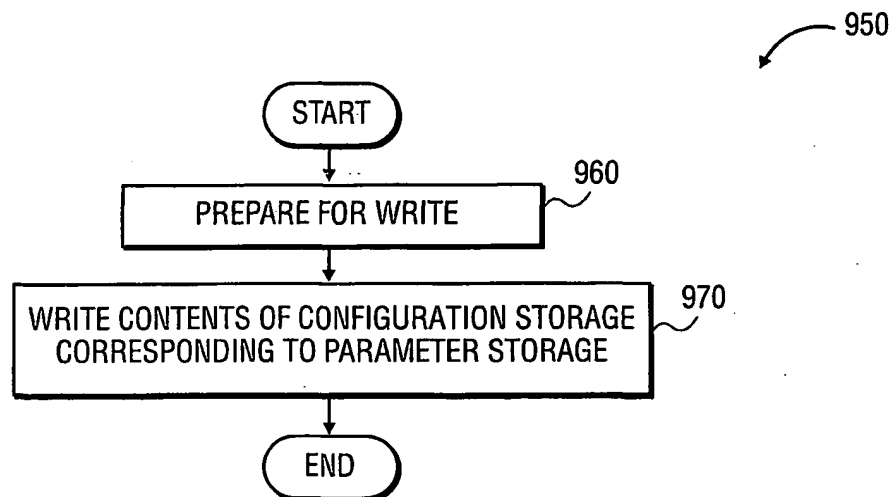 950
START
960
PREPARE FOR WRITE
970
WRITE CONTENTS OF CONFIGURATION STORAGE
CORRESPONDING TO PARAMETER STORAGE
END